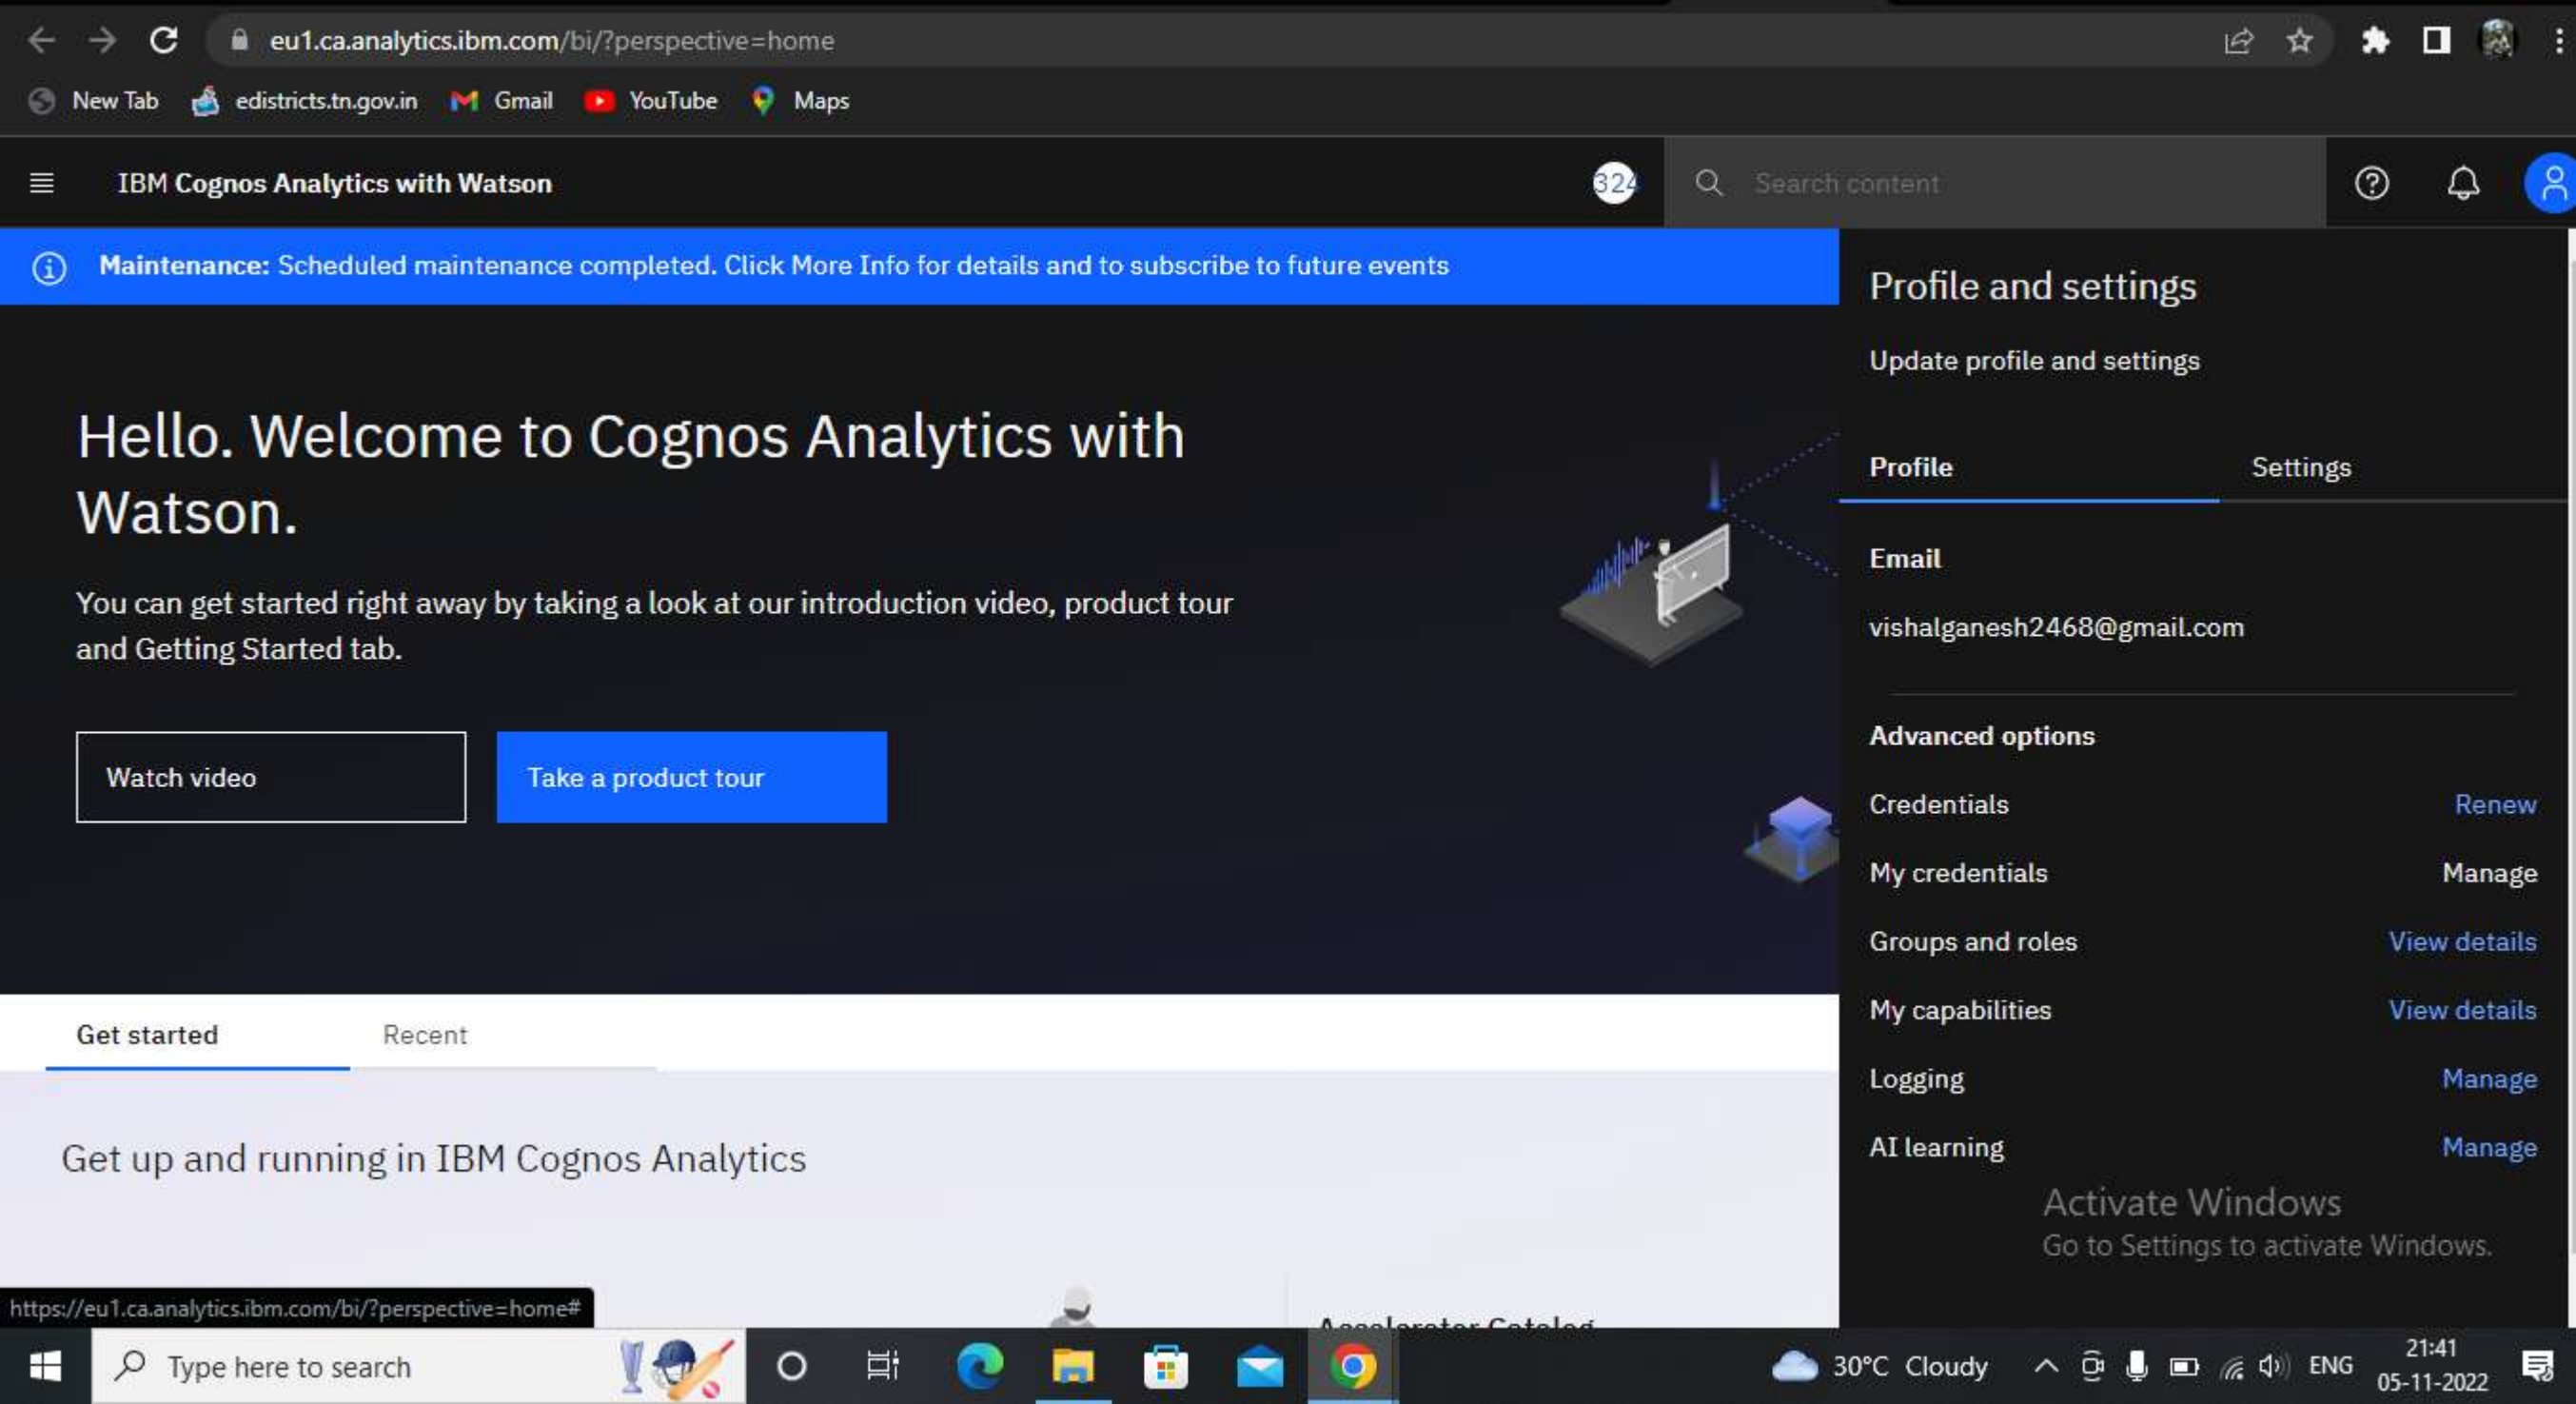 eu1.ca.analytics.ibm.com/bi/?perspective=home
New Tab edistricts.tn.gov.in Gmail YouTube Maps
IBM Cognos Analytics with Watson 324 Search content
Maintenance: Scheduled maintenance completed. Click More Info for details and to subscribe to future events
Hello. Welcome to Cognos Analytics with
Watson.
You can get started right away by taking a look at our introduction video, product tour
and Getting Started tab.
Watch video Take a product tour
Get started Recent
Get up and running in IBM Cognos Analytics
Accelerator Catalog
Profile and settings
Update profile and settings
Profile Settings
Email
vishalganesh2468@gmail.com
Advanced options
Credentials Renew
My credentials Manage
Groups and roles View details
My capabilities View details
Logging Manage
AI learning Manage
Activate Windows
Go to Settings to activate Windows.
https://eu1.ca.analytics.ibm.com/bi/?perspective=home#
Type here to search 30°C Cloudy ENG 21:41
05-11-2022